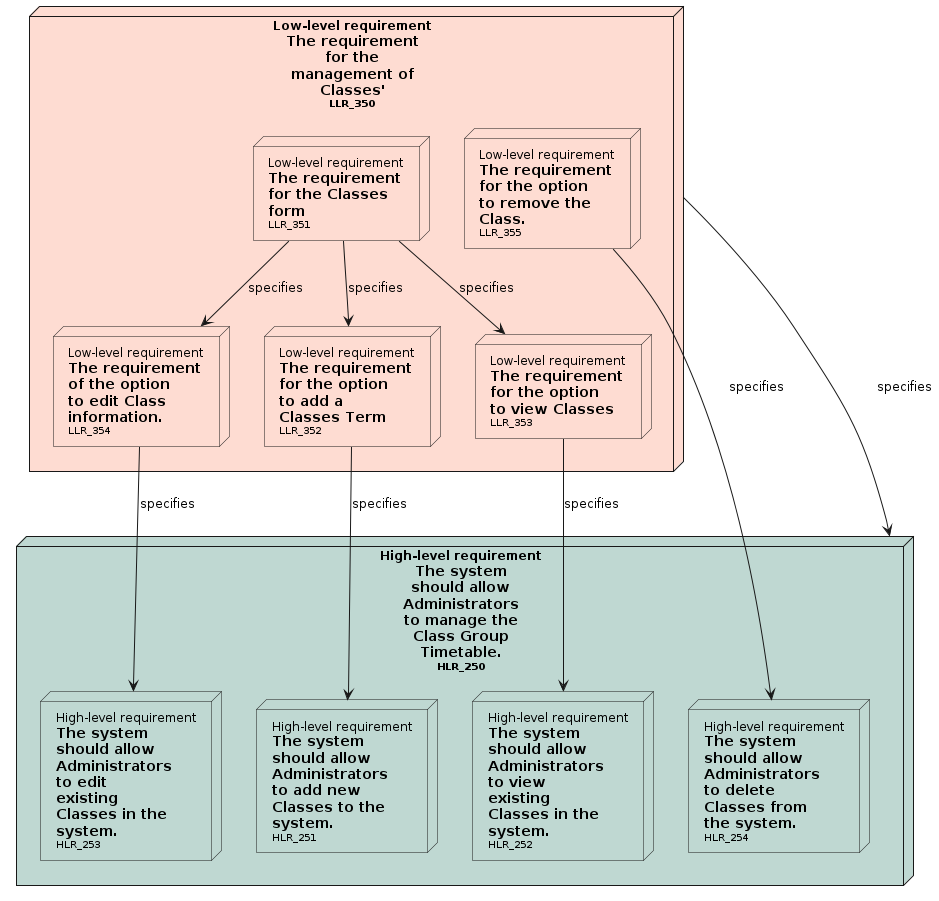 Low-level requirement
The requirement
for the
management of
Classes'
LLR_350
Low-level requirement
The requirement
for the Classes
form
LLR_351
Low-level requirement
The requirement
for the option
to remove the
Class.
LLR_355
specifies
specifies
specifies
Low-level requirement
The requirement
of the option
to edit Class
information.
LLR_354
Low-level requirement
The requirement
for the option
to add a
Classes Term
LLR_352
Low-level requirement
The requirement
for the option
to view Classes
LLR_353
specifies
specifies
specifies
specifies
specifies
High-level requirement
The system
should allow
Administrators
to manage the
Class Group
Timetable.
HLR_250
High-level requirement
The system
should allow
Administrators
to edit
existing
Classes in the
system.
HLR_253
High-level requirement
The system
should allow
Administrators
to add new
Classes to the
system.
HLR_251
High-level requirement
The system
should allow
Administrators
to view
existing
Classes in the
system.
HLR_252
High-level requirement
The system
should allow
Administrators
to delete
Classes from
the system.
HLR_254